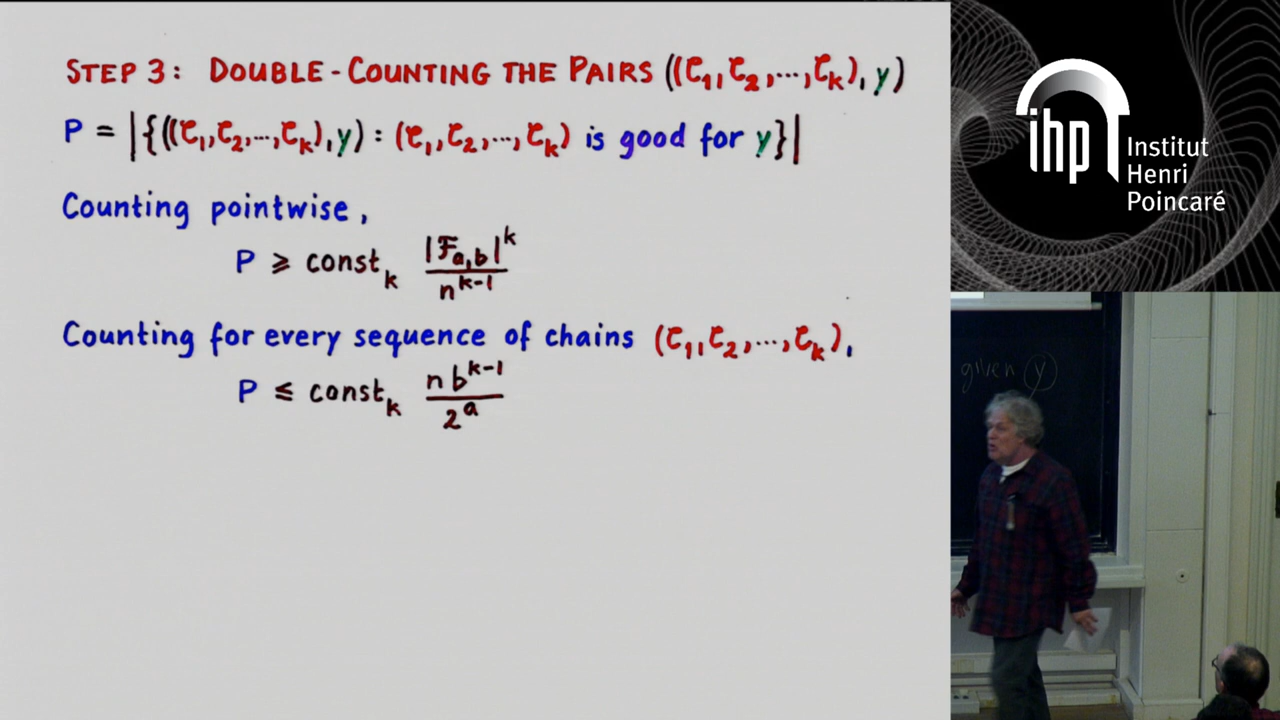 STEP 3: DOUBLE-COUNTING THE PAIRS ((C₁, C₂, ..., Cₖ), y)
P = |{((C₁, C₂, ..., Cₖ), y) : (C₁, C₂, ..., Cₖ) is good for y}|
Counting pointwise,
P ⩾ constₖ |ℱₐ,b|ᵏ / nᵏ⁻¹
Counting for every sequence of chains (C₁, C₂, ..., Cₖ),
P ≤ constₖ n bᵏ⁻¹ / 2ᵃ
ihp
Institut
Henri
Poincaré
given y